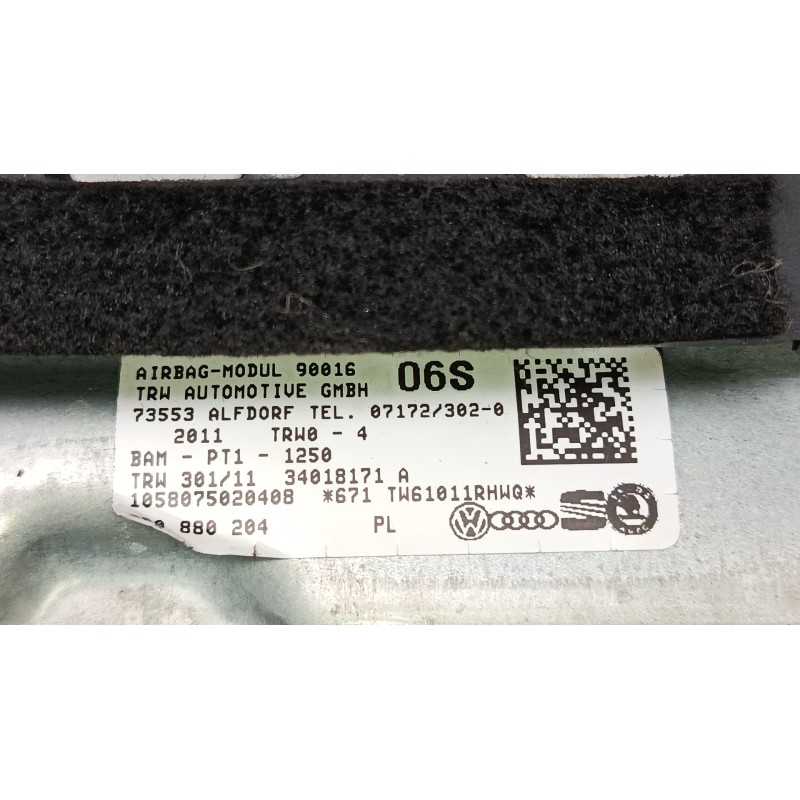 AIRBAG-MODUL 90016 06S
TRW AUTOMOTIVE GMBH
73553 ALFDORF TEL. 07172/302-0
2011 TRW0 - 4
BAM - PT1 - 1250
TRW 301/11 34018171 A
1058075020408 *671 TW61011RHWQ*
0 880 204 PL